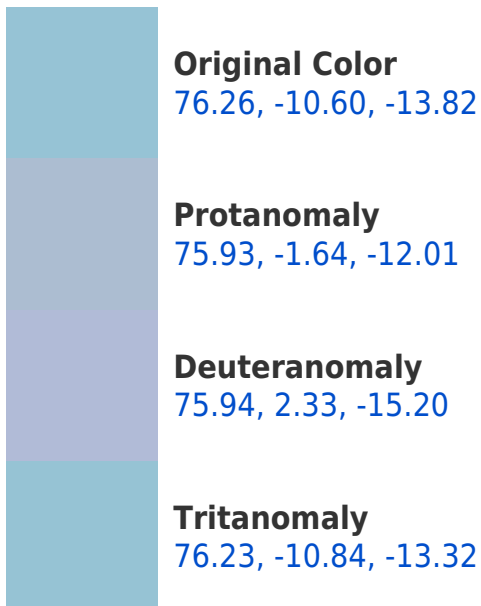 Original Color
76.26, -10.60, -13.82
Protanomaly
75.93, -1.64, -12.01
Deuteranomaly
75.94, 2.33, -15.20
Tritanomaly
76.23, -10.84, -13.32